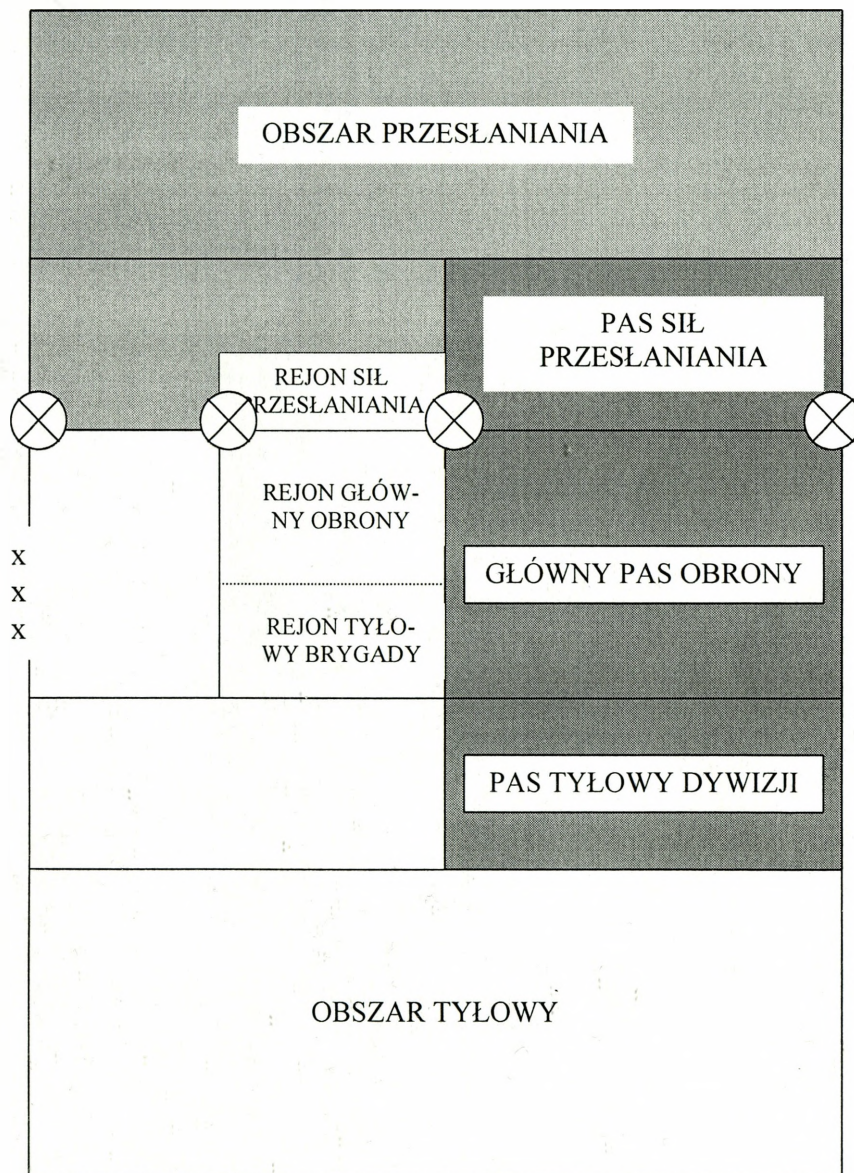 OBSZAR PRZESŁANIANIA
PAS SIŁ
PRZESŁANIANIA
REJON SIŁ
PRZESŁANIANIA
REJON GŁÓW-
NY OBRONY
GŁÓWNY PAS OBRONY
x
x
x
REJON TYŁO-
WY BRYGADY
PAS TYŁOWY DYWIZJI
OBSZAR TYŁOWY